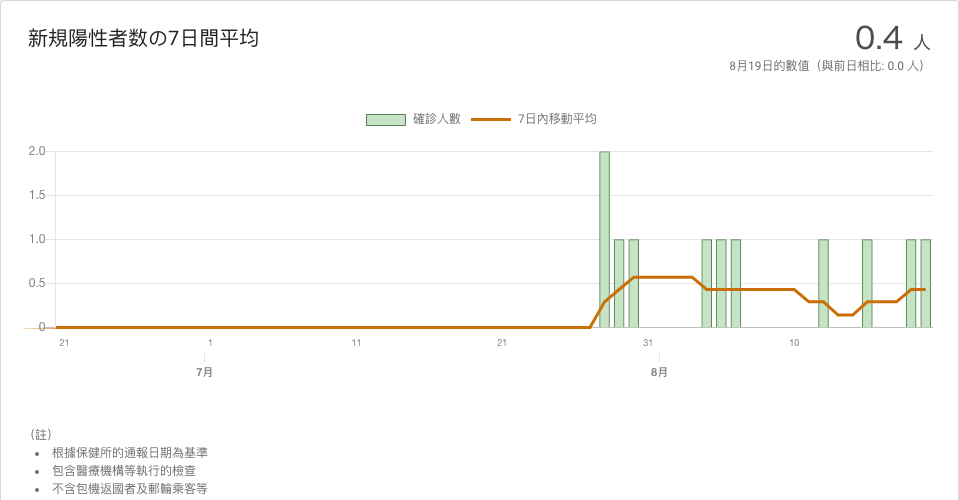 新規陽性者数の7日間平均
0.4 人
8月19日的數值（與前日相比: 0.0 人）
確診人數
7日內移動平均
2.0
1.5
1.0
0.5
0
21 1 11 21 31 10
7月 8月
（註）
• 根據保健所的通報日期為基準
• 包含醫療機構等執行的檢查
• 不含包機返國者及郵輪乘客等